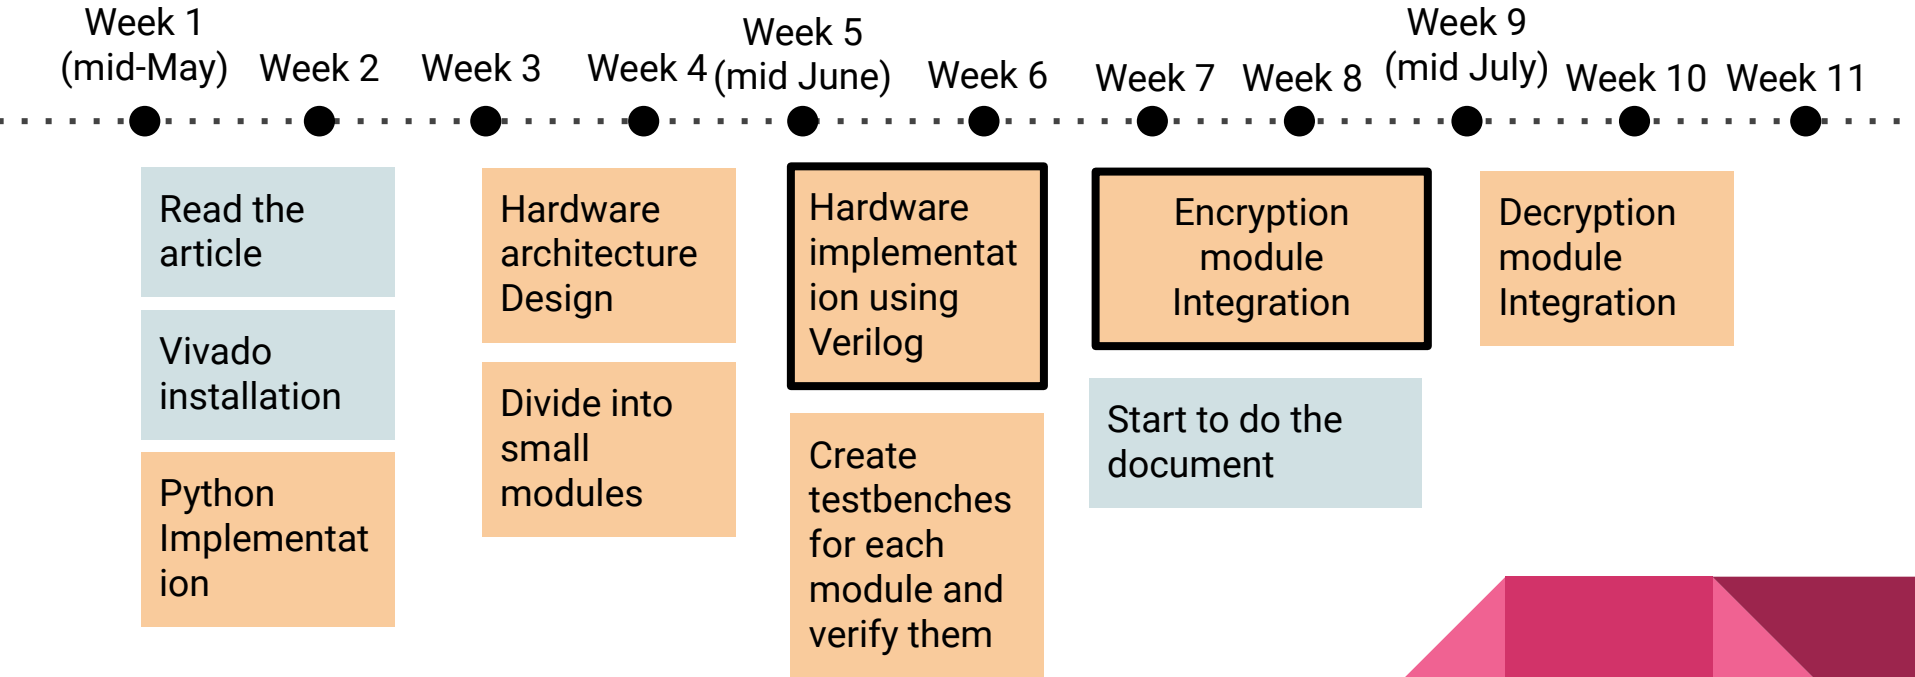 Week 1
(mid-May)
Week 2
Week 3
Week 4
Week 5
(mid June)
Week 6
Week 7
Week 8
Week 9
(mid July)
Week 10
Week 11
Read the
article
Vivado
installation
Python
Implementat
ion
Hardware
architecture
Design
Divide into
small
modules
Hardware
implementat
ion using
Verilog
Create
testbenches
for each
module and
verify them
Encryption
module
Integration
Start to do the
document
Decryption
module
Integration